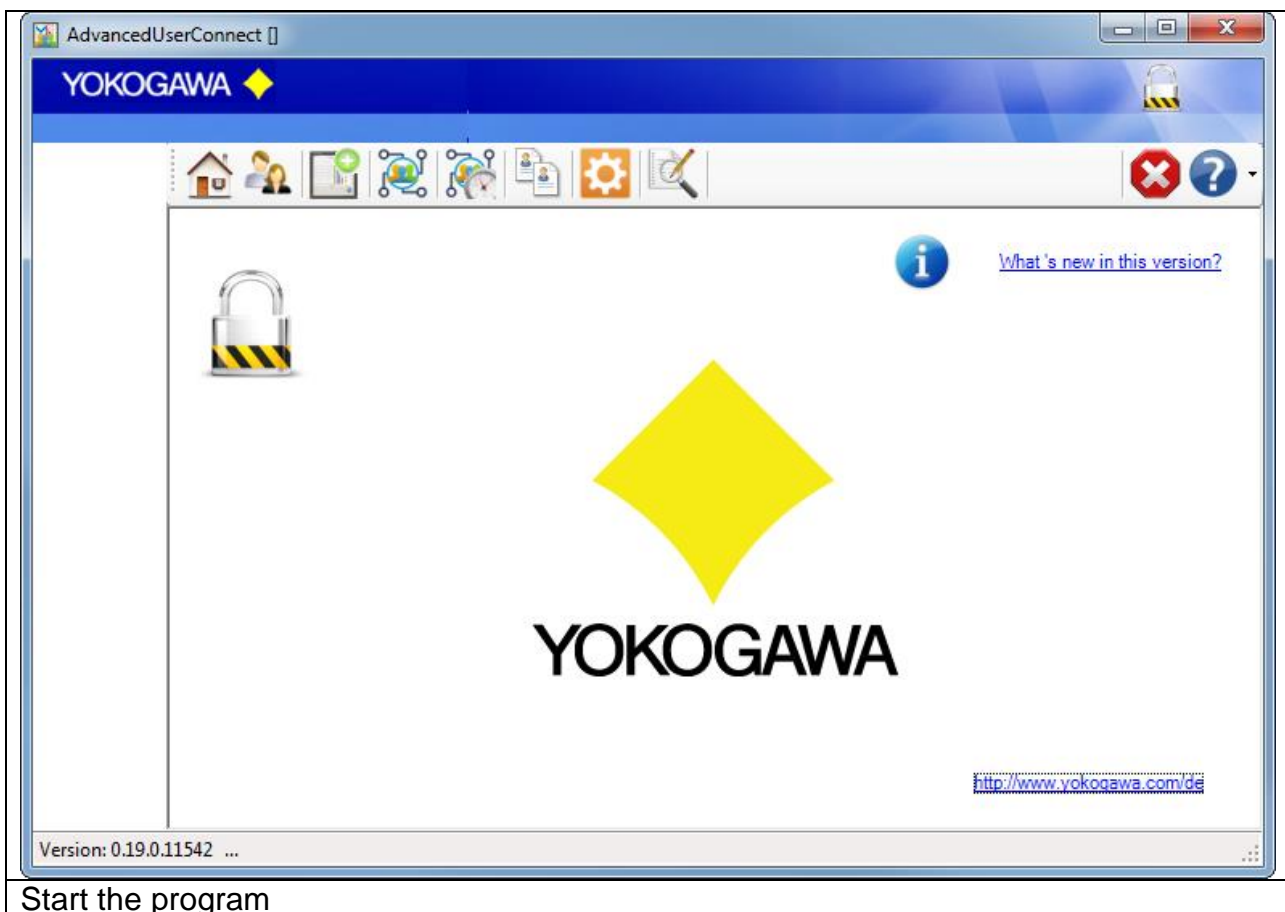 AdvancedUserConnect []
YOKOGAWA
What 's new in this version?
YOKOGAWA
http://www.yokogawa.com/de
Version: 0.19.0.11542 ...
Start the program